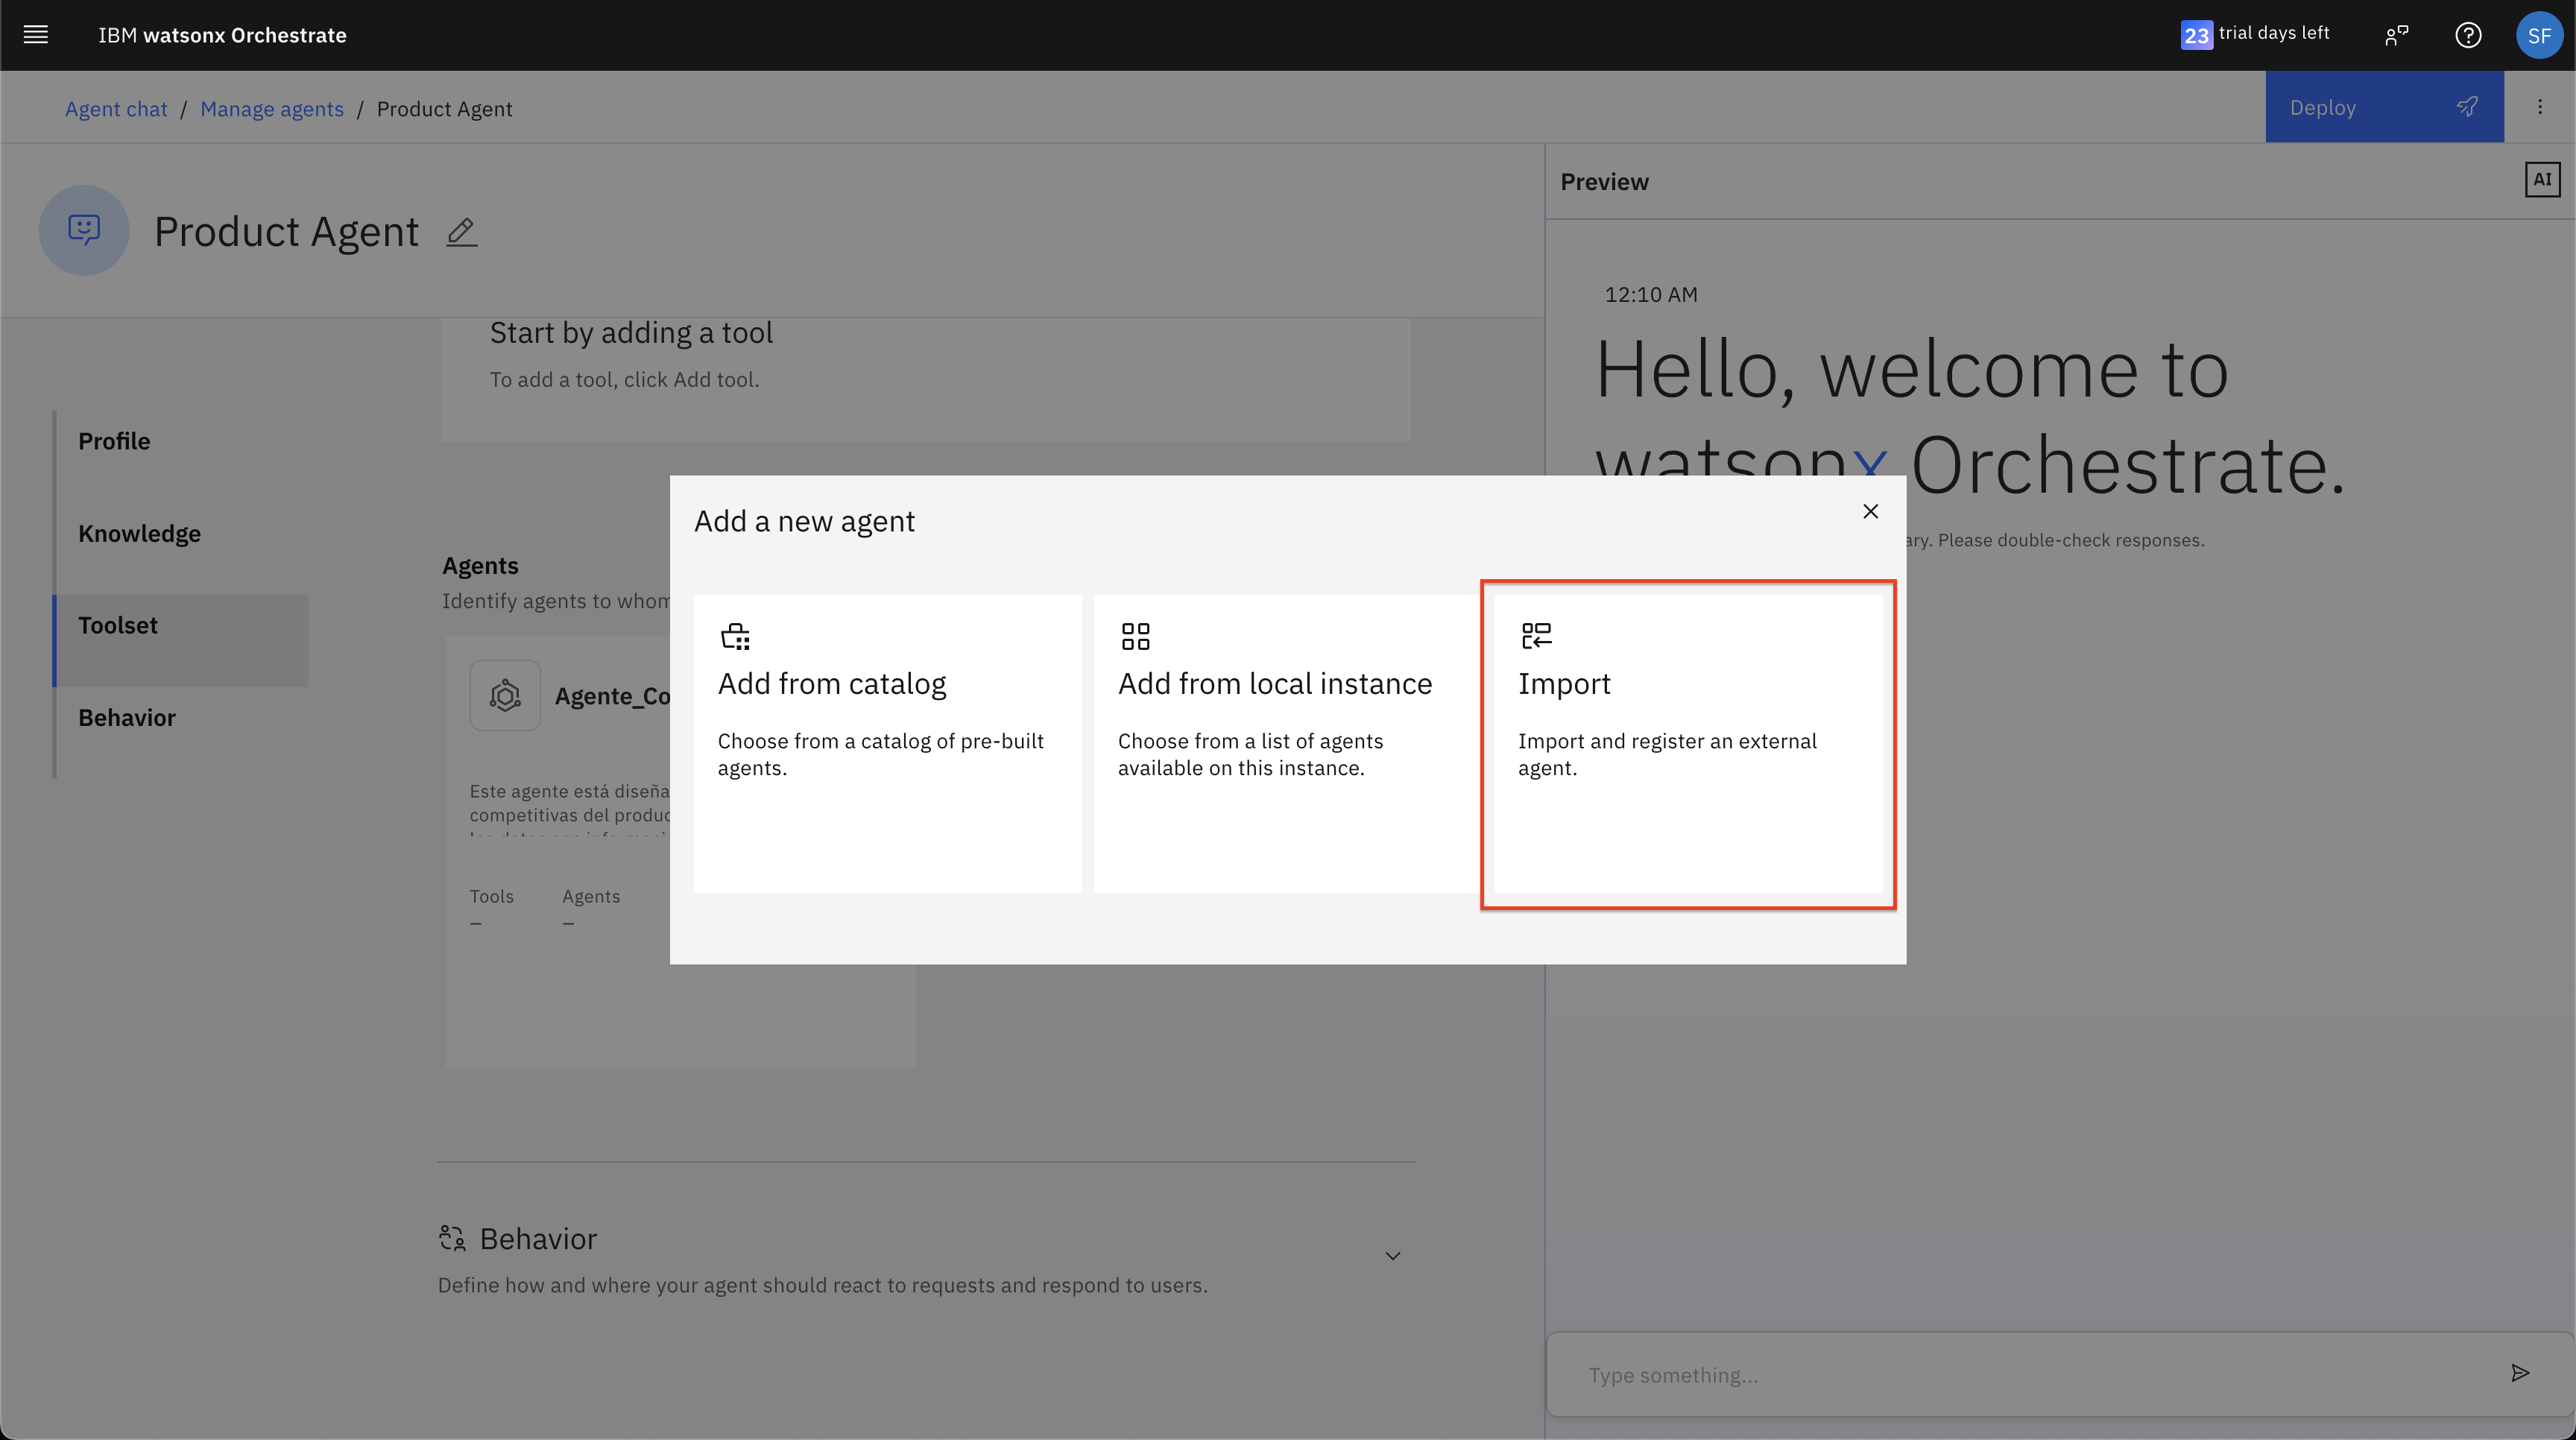 IBM watsonx Orchestrate
23 trial days left
SF
Agent chat / Manage agents / Product Agent
Deploy
Product Agent
Preview
AI
12:10 AM
Hello, welcome to
watsonx Orchestrate.
ary. Please double-check responses.
Start by adding a tool
To add a tool, click Add tool.
Profile
Knowledge
Toolset
Behavior
Agents
Identify agents to whom
Agente_Co
Este agente está diseña
competitivas del produc
Tools
Agents
–
–
Add a new agent
Add from catalog
Choose from a catalog of pre-built
agents.
Add from local instance
Choose from a list of agents
available on this instance.
Import
Import and register an external
agent.
Behavior
Define how and where your agent should react to requests and respond to users.
Type something...